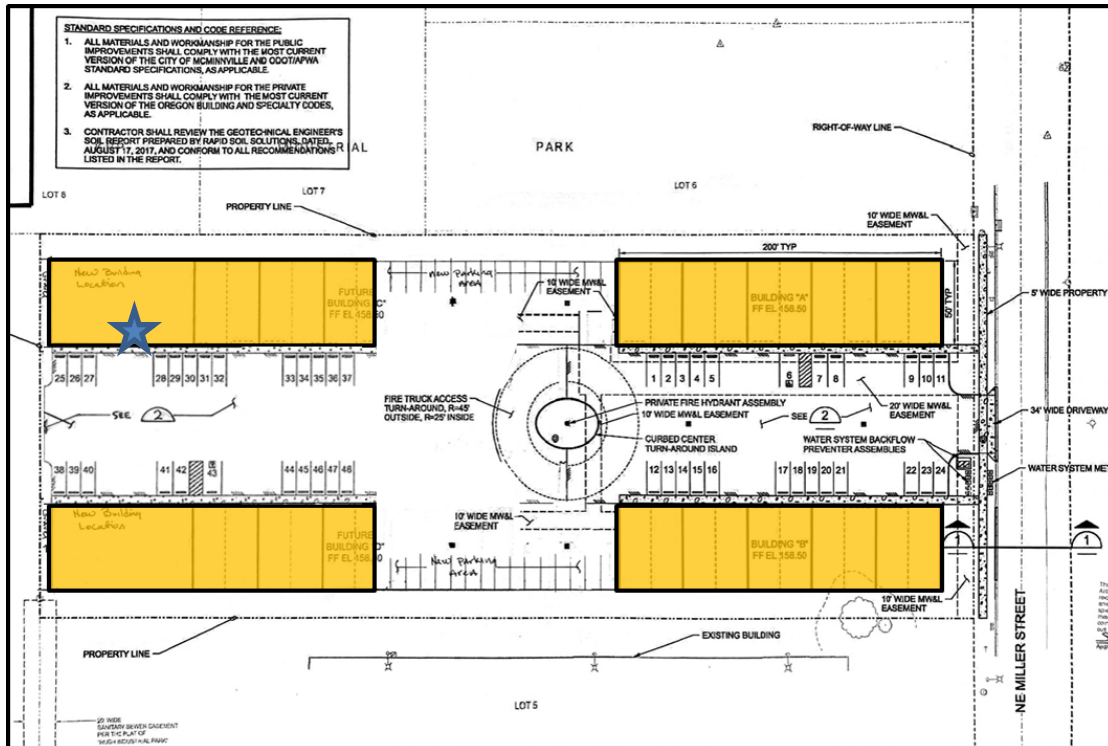 STANDARD SPECIFICATIONS AND CODE REFERENCE:
1. ALL MATERIALS AND WORKMANSHIP FOR THE PUBLIC
IMPROVEMENTS SHALL COMPLY WITH THE MOST CURRENT
VERSION OF THE CITY OF MCMINNVILLE AND ODOT/APWA
STANDARD SPECIFICATIONS, AS APPLICABLE.
2. ALL MATERIALS AND WORKMANSHIP FOR THE PRIVATE
IMPROVEMENTS SHALL COMPLY WITH THE MOST CURRENT
VERSION OF THE OREGON BUILDING AND SPECIALTY CODES,
AS APPLICABLE.
3. CONTRACTOR SHALL REVIEW THE GEOTECHNICAL ENGINEER'S
SOIL REPORT PREPARED BY RAPID SOIL SOLUTIONS, DATED
AUGUST 17, 2017, AND CONFORM TO ALL RECOMMENDATIONS
LISTED IN THE REPORT.
PARK
RIGHT-OF-WAY LINE
LOT 8
LOT 7
LOT 6
PROPERTY LINE
10' WIDE MW&L
EASEMENT
200' TYP
New Building
Location
New Parking
Area
10' WIDE MW&L
EASEMENT
FUTURE
BUILDING "C"
FF EL 158.50
BUILDING "A"
FF EL 158.50
50' TYP
5' WIDE PROPERTY
25 26 27
28 29 30 31 32
33 34 35 36 37
1 2 3 4 5
6
7 8
9 10 11
FIRE TRUCK ACCESS
TURN-AROUND, R=45'
OUTSIDE, R=25' INSIDE
PRIVATE FIRE HYDRANT ASSEMBLY
10' WIDE MW&L EASEMENT
20' WIDE MW&L
EASEMENT
34' WIDE DRIVEWAY
SEE 2
SEE 2
CURBED CENTER
TURN-AROUND ISLAND
WATER SYSTEM BACKFLOW
PREVENTER ASSEMBLIES
WATER SYSTEM MET
38 39 40
41 42
43
44 45 46 47 48
12 13 14 15 16
17 18 19 20 21
22 23 24
New Building
Location
10' WIDE MW&L
EASEMENT
FUTURE
BUILDING "D"
FF EL 158.50
New Parking
Area
BUILDING "B"
FF EL 158.50
1
1
10' WIDE MW&L
EASEMENT
PROPERTY LINE
EXISTING BUILDING
NE MILLER STREET
LOT 5
20' WIDE
SANITARY SEWER EASEMENT
PER THE PLAT OF